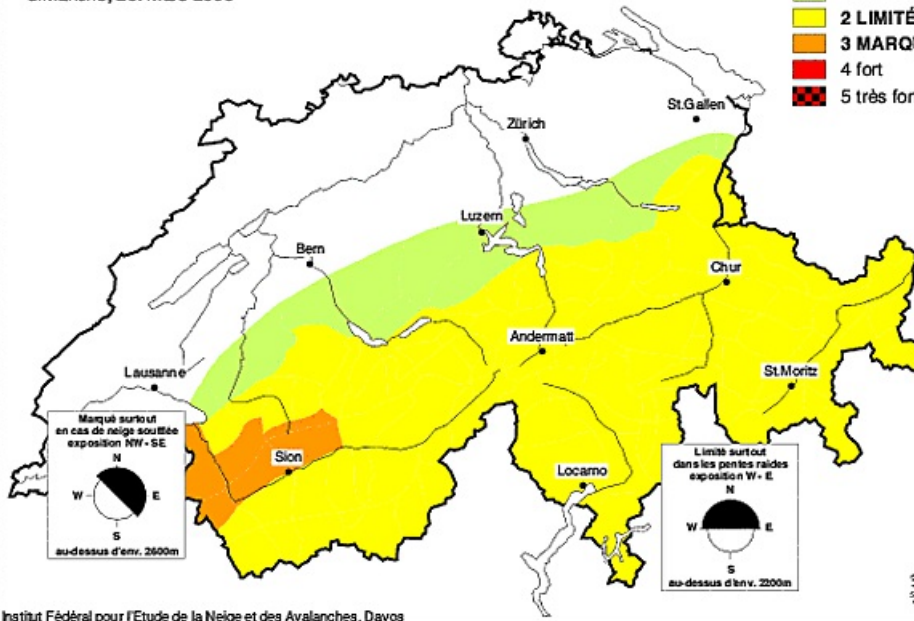 2 LIMITÉ
3 MARQU
4 fort
5 très for
St.Gallen
Zürich
Luzern
Bern
Chur
Andermatt
Lausanne
St.Moritz
Sion
Locarno
Marqué surtout
en cas de neige soufflée
exposition NW - SE
N
W
E
S
au-dessus d'env. 2600m
Limité surtout
dans les pentes raides
exposition W - E
N
W
E
S
au-dessus d'env. 2200m
Institut Fédéral pour l'Etude de la Neige et des Avalanches, Davos